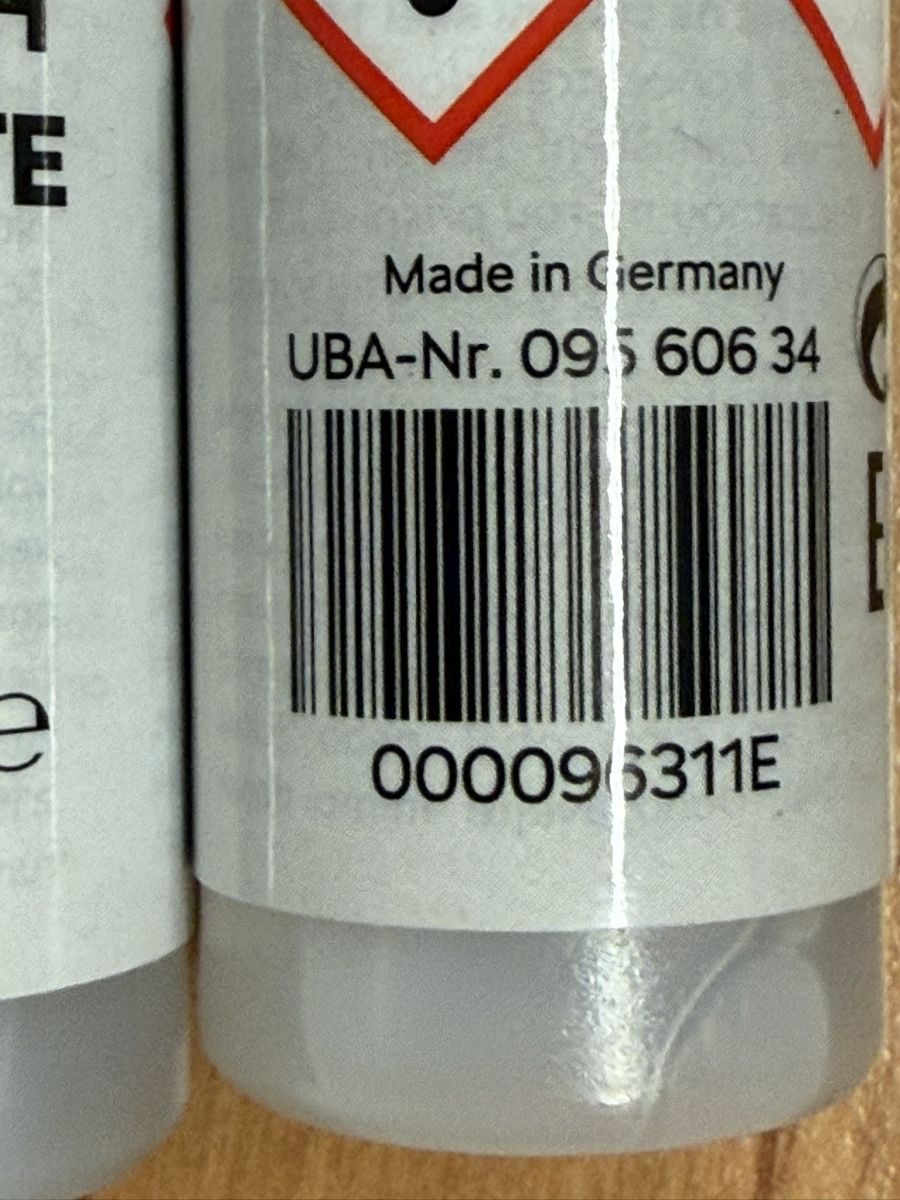 TE
Made in Germany
UBA-Nr. 095 606 34
E
000096311E
e